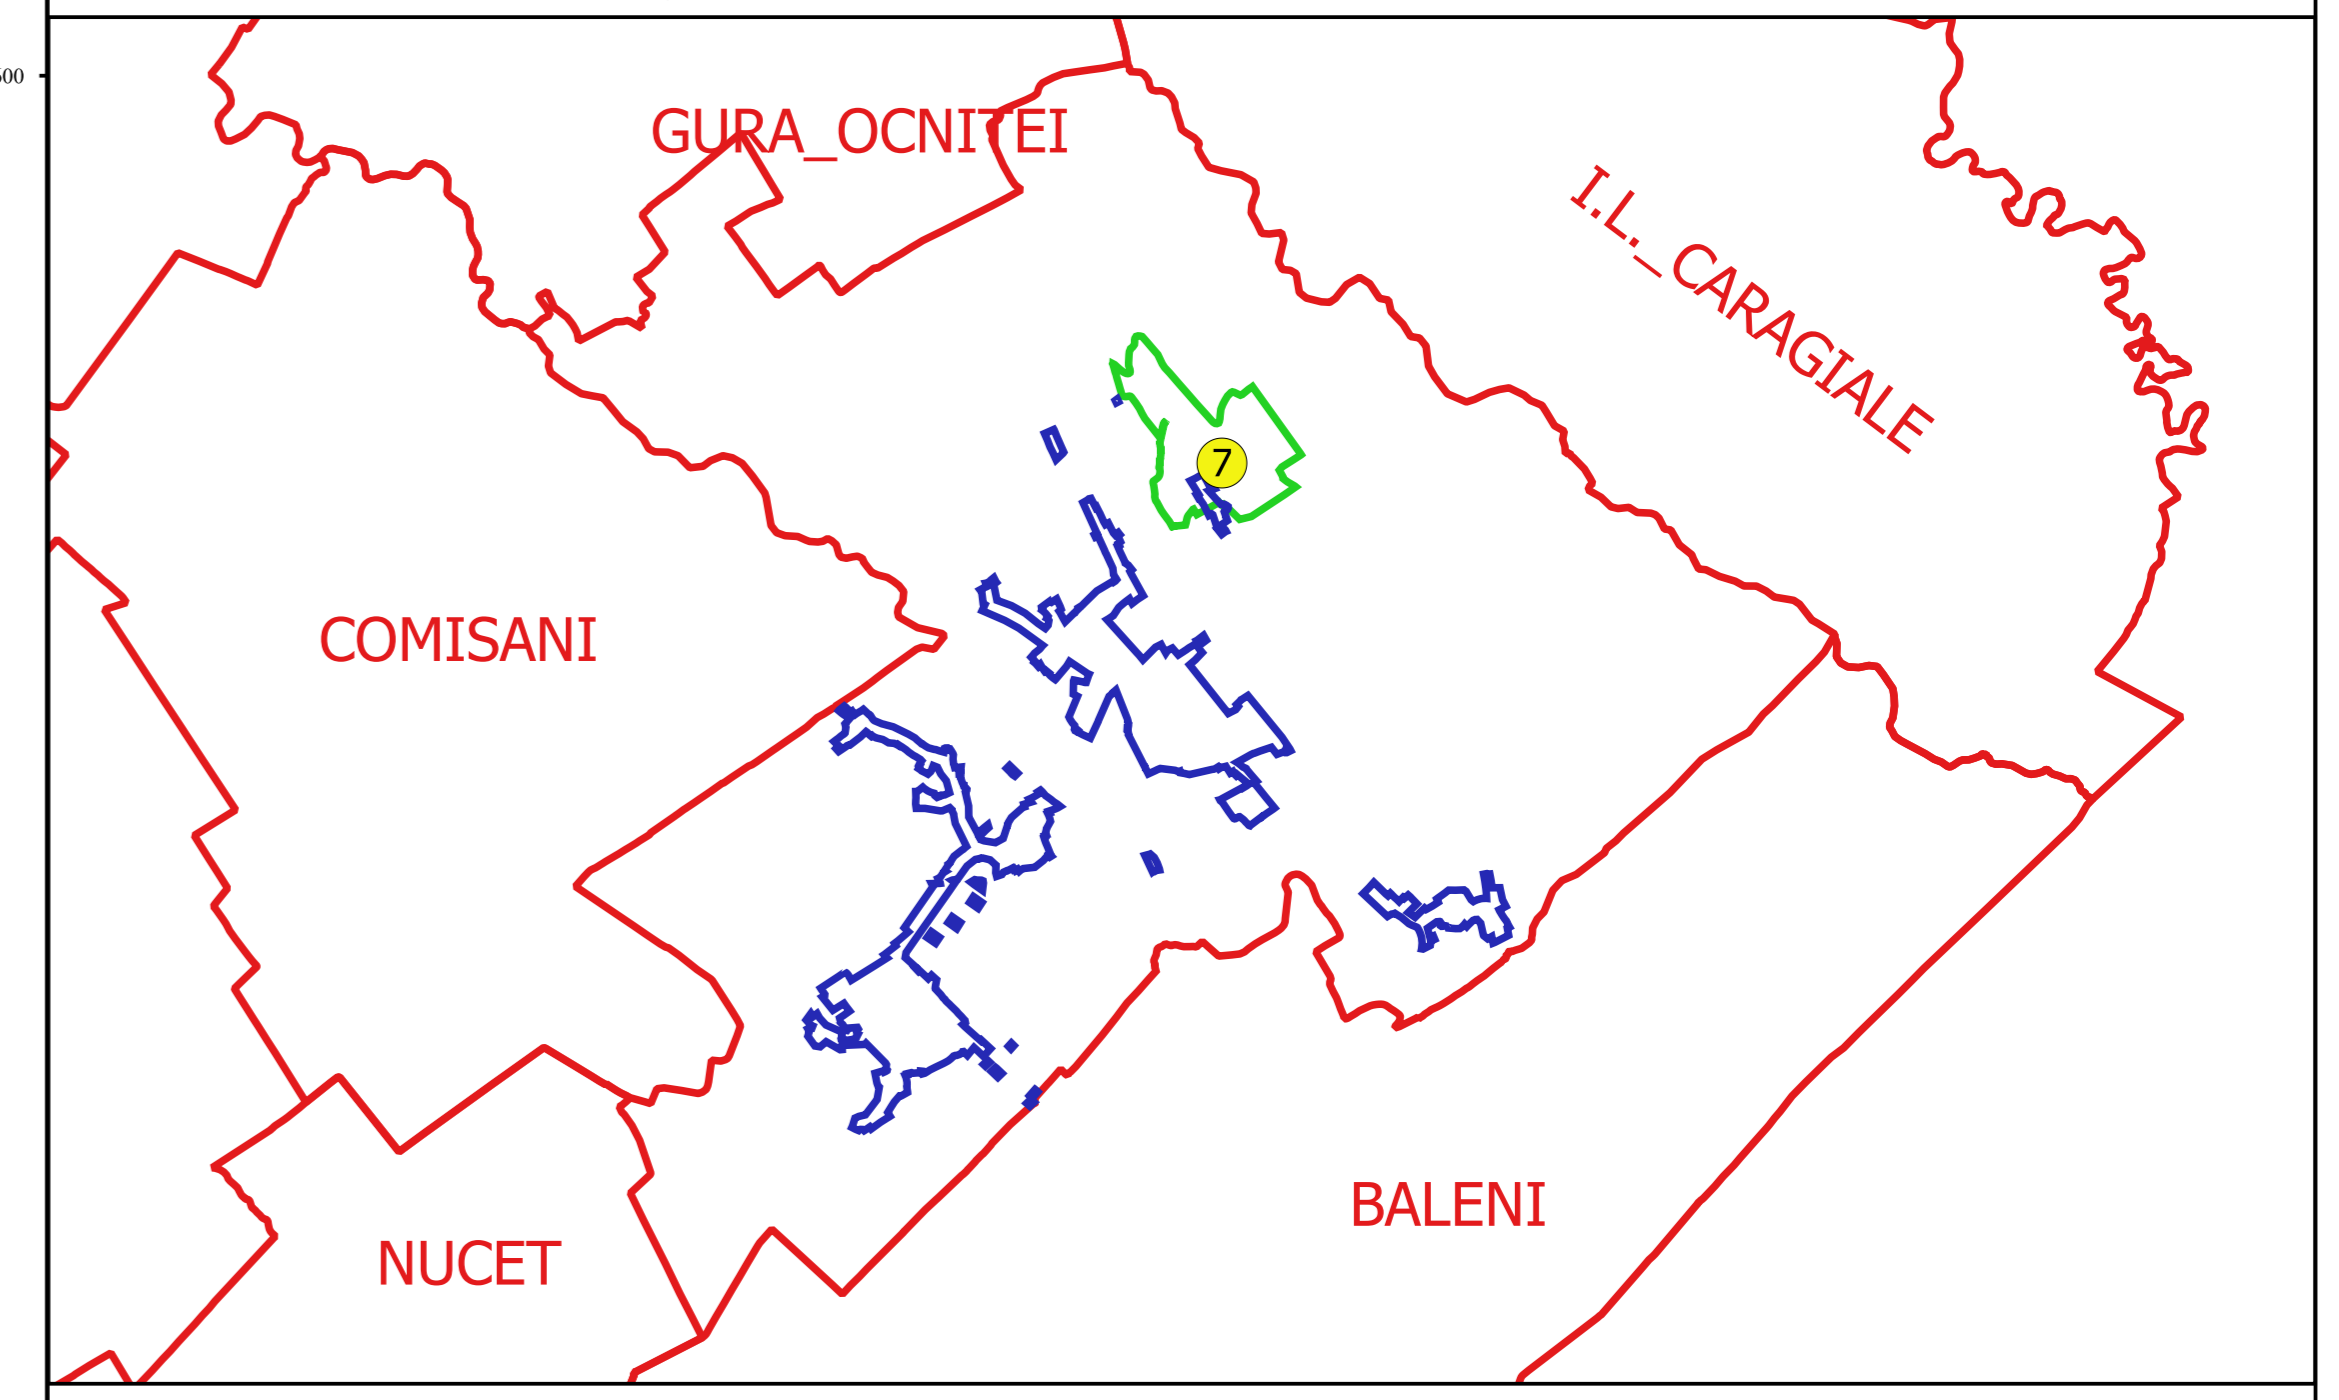 GURA_OCNITEI
I.L._CARAGIALE
7
COMISANI
BALENI
NUCET